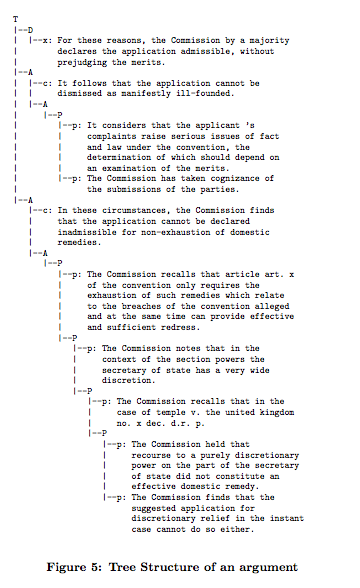 T
|--D
| |--x: For these reasons, the Commission by a majority
| declares the application admissible, without
| prejudging the merits.
|--A
| |--c: It follows that the application cannot be
| | dismissed as manifestly ill-founded.
| |--A
| |--P
| |--p: It considers that the applicant 's
| | complaints raise serious issues of fact
| | and law under the convention, the
| | determination of which should depend on
| | an examination of the merits.
| |--p: The Commission has taken cognizance of
| the submissions of the parties.
|--A
|--c: In these circumstances, the Commission finds
| that the application cannot be declared
| inadmissible for non-exhaustion of domestic
| remedies.
|--A
|--P
|--p: The Commission recalls that article art. x
| of the convention only requires the
| exhaustion of such remedies which relate
| to the breaches of the convention alleged
| and at the same time can provide effective
| and sufficient redress.
|--P
|--p: The Commission notes that in the
| context of the section powers the
| secretary of state has a very wide
| discretion.
|--P
|--p: The Commission recalls that in the
| case of temple v. the united kingdom
| no. x dec. d.r. p.
|--P
|--p: The Commission held that
| recourse to a purely discretionary
| power on the part of the secretary
| of state did not constitute an
| effective domestic remedy.
|--p: The Commission finds that the
suggested application for
discretionary relief in the instant
case cannot do so either.
Figure 5: Tree Structure of an argument